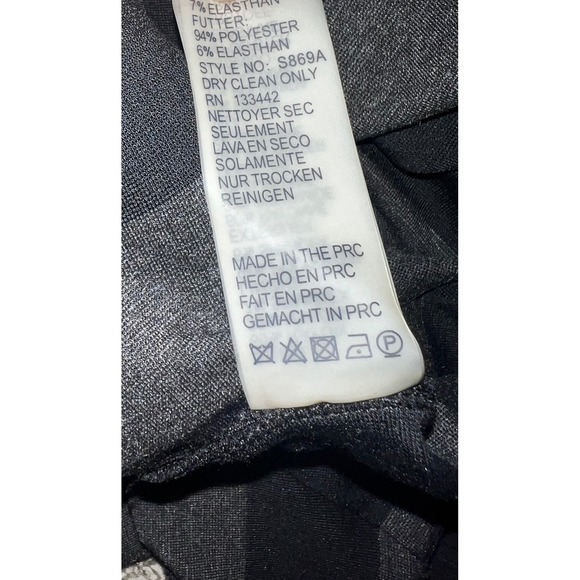 7% ELASTHAN
FUTTER:
94% POLYESTER
6% ELASTHAN
STYLE NO: S869A
DRY CLEAN ONLY
RN 133442
NETTOYER SEC
SEULEMENT
LAVA EN SECO
SOLAMENTE
NUR TROCKEN
REINIGEN
MADE IN THE PRC
HECHO EN PRC
FAIT EN PRC
GEMACHT IN PRC
P